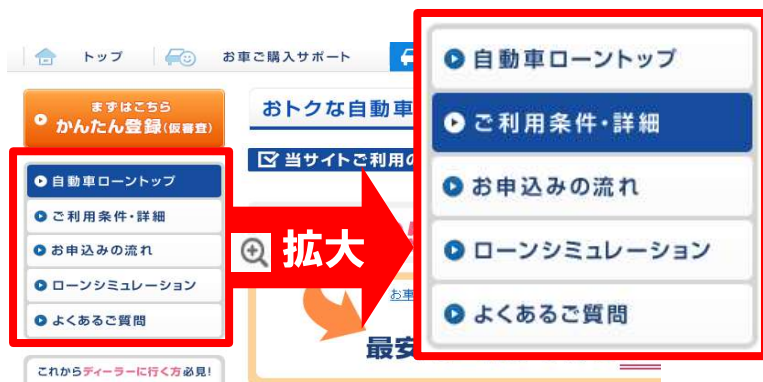 トップ
お車ご購入サポート
まずはこちら
かんたん登録(仮審査)
おトクな自動車
当サイトご利用の
自動車ローントップ
ご利用条件・詳細
お申込みの流れ
ローンシミュレーション
よくあるご質問
これからディーラーに行く方必見!
拡大
お車
最安
自動車ローントップ
ご利用条件・詳細
お申込みの流れ
ローンシミュレーション
よくあるご質問